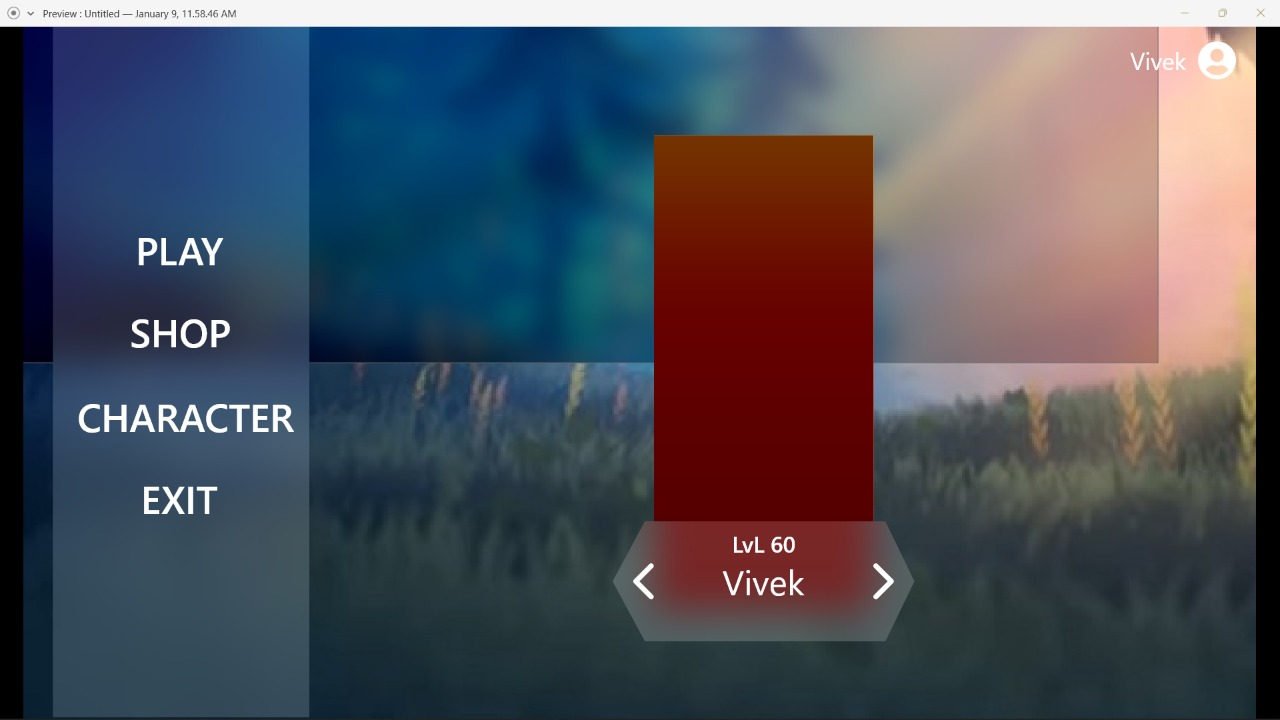 Preview : Untitled — January 9, 11.58.46 AM
Vivek
PLAY
SHOP
CHARACTER
EXIT
LvL 60
Vivek